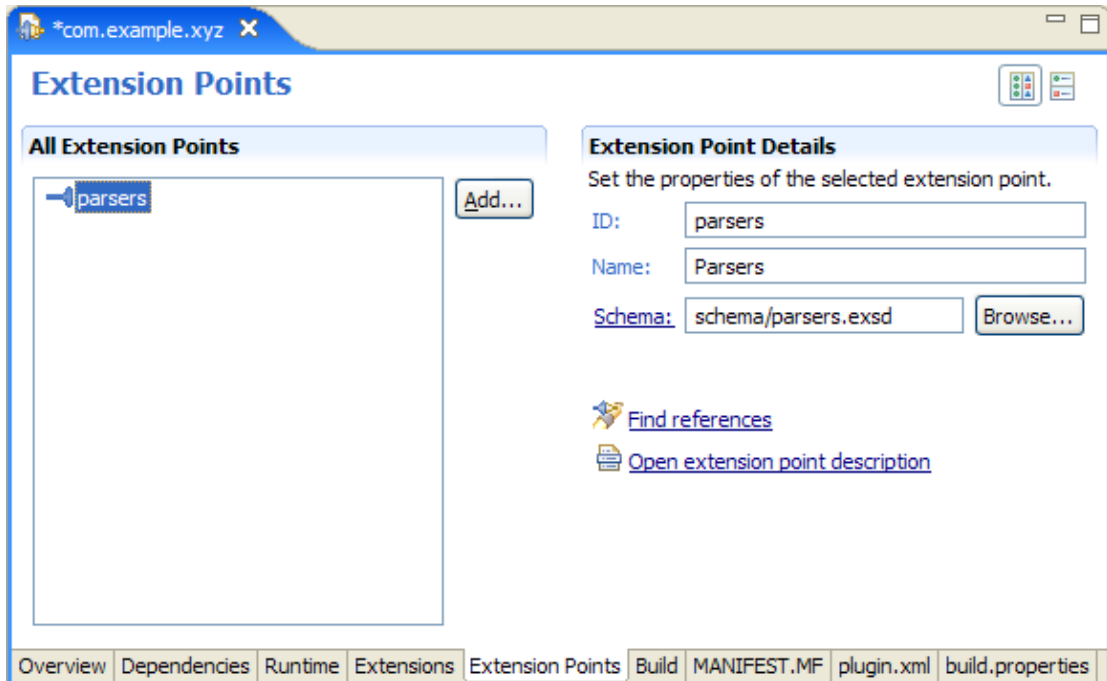 *com.example.xyz
Extension Points
All Extension Points
parsers
Add...
Extension Point Details
Set the properties of the selected extension point.
ID: parsers
Name: Parsers
Schema: schema/parsers.exsd Browse...
Find references
Open extension point description
Overview Dependencies Runtime Extensions Extension Points Build MANIFEST.MF plugin.xml build.properties